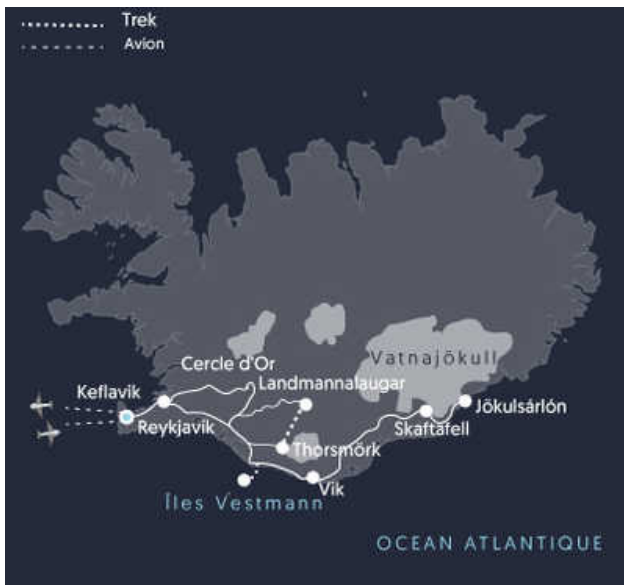 Trek
Avion
Vatnajökull
Cercle d'Or
Landmannalaugar
Keflavik
Jökulsárlón
Reykjavik
Skaftafell
Thorsmörk
Vik
Îles Vestmann
OCEAN ATLANTIQUE